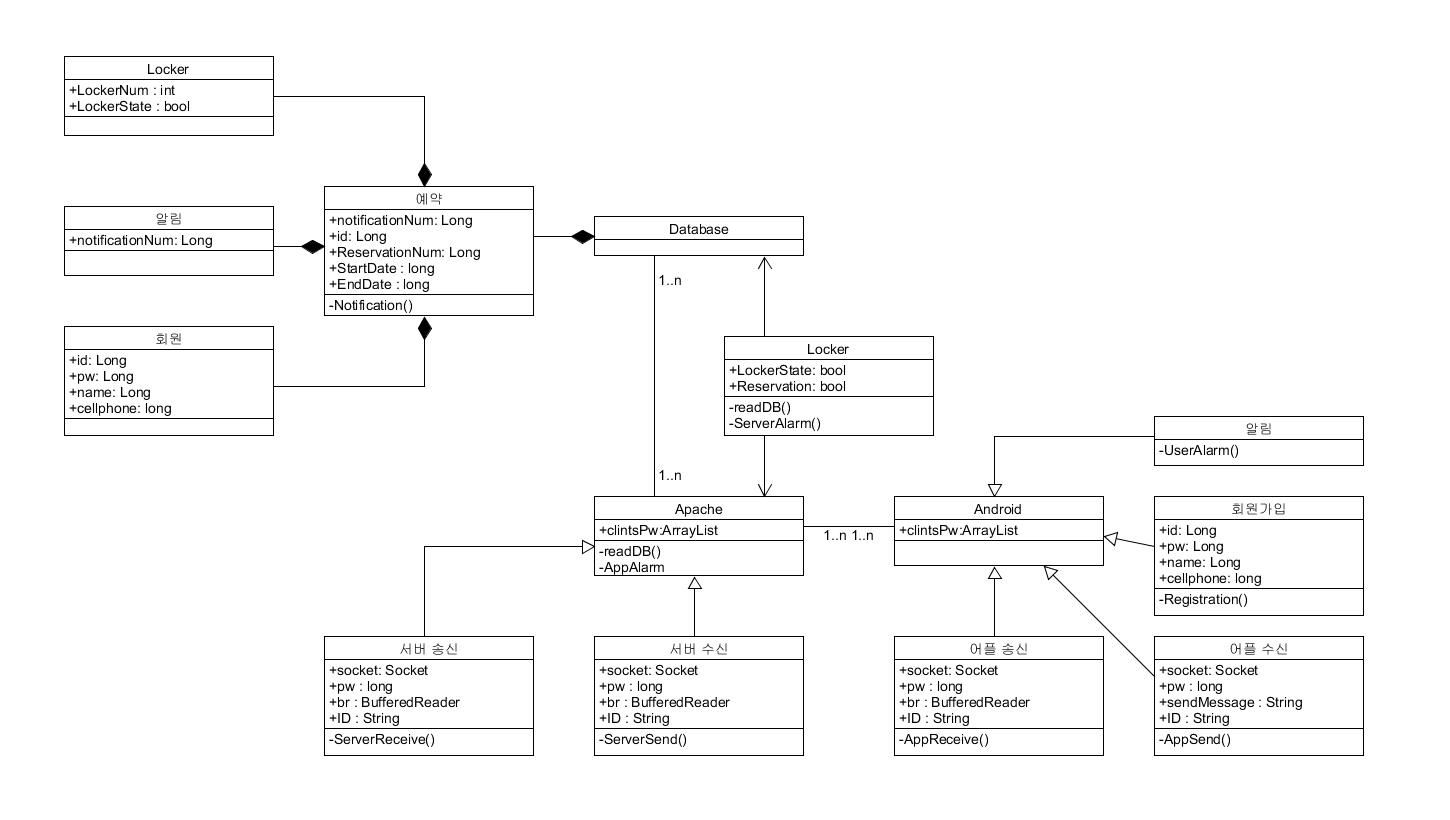 Locker
+LockerNum : int
+LockerState : bool
알림
+notificationNum: Long
회원
+id: Long
+pw: Long
+name: Long
+cellphone: long
예약
+notificationNum: Long
+id: Long
+ReservationNum: Long
+StartDate : long
+EndDate : long
-Notification()
Database
1..n
1..n
Locker
+LockerState: bool
+Reservation: bool
-readDB()
-ServerAlarm()
Apache
+clintsPw:ArrayList
-readDB()
-AppAlarm
1..n 1..n
Android
+clintsPw:ArrayList
알림
-UserAlarm()
회원가입
+id: Long
+pw: Long
+name: Long
+cellphone: long
-Registration()
서버 송신
+socket: Socket
+pw : long
+br : BufferedReader
+ID : String
-ServerReceive()
서버 수신
+socket: Socket
+pw : long
+br : BufferedReader
+ID : String
-ServerSend()
어플 송신
+socket: Socket
+pw : long
+br : BufferedReader
+ID : String
-AppReceive()
어플 수신
+socket: Socket
+pw : long
+sendMessage : String
+ID : String
-AppSend()